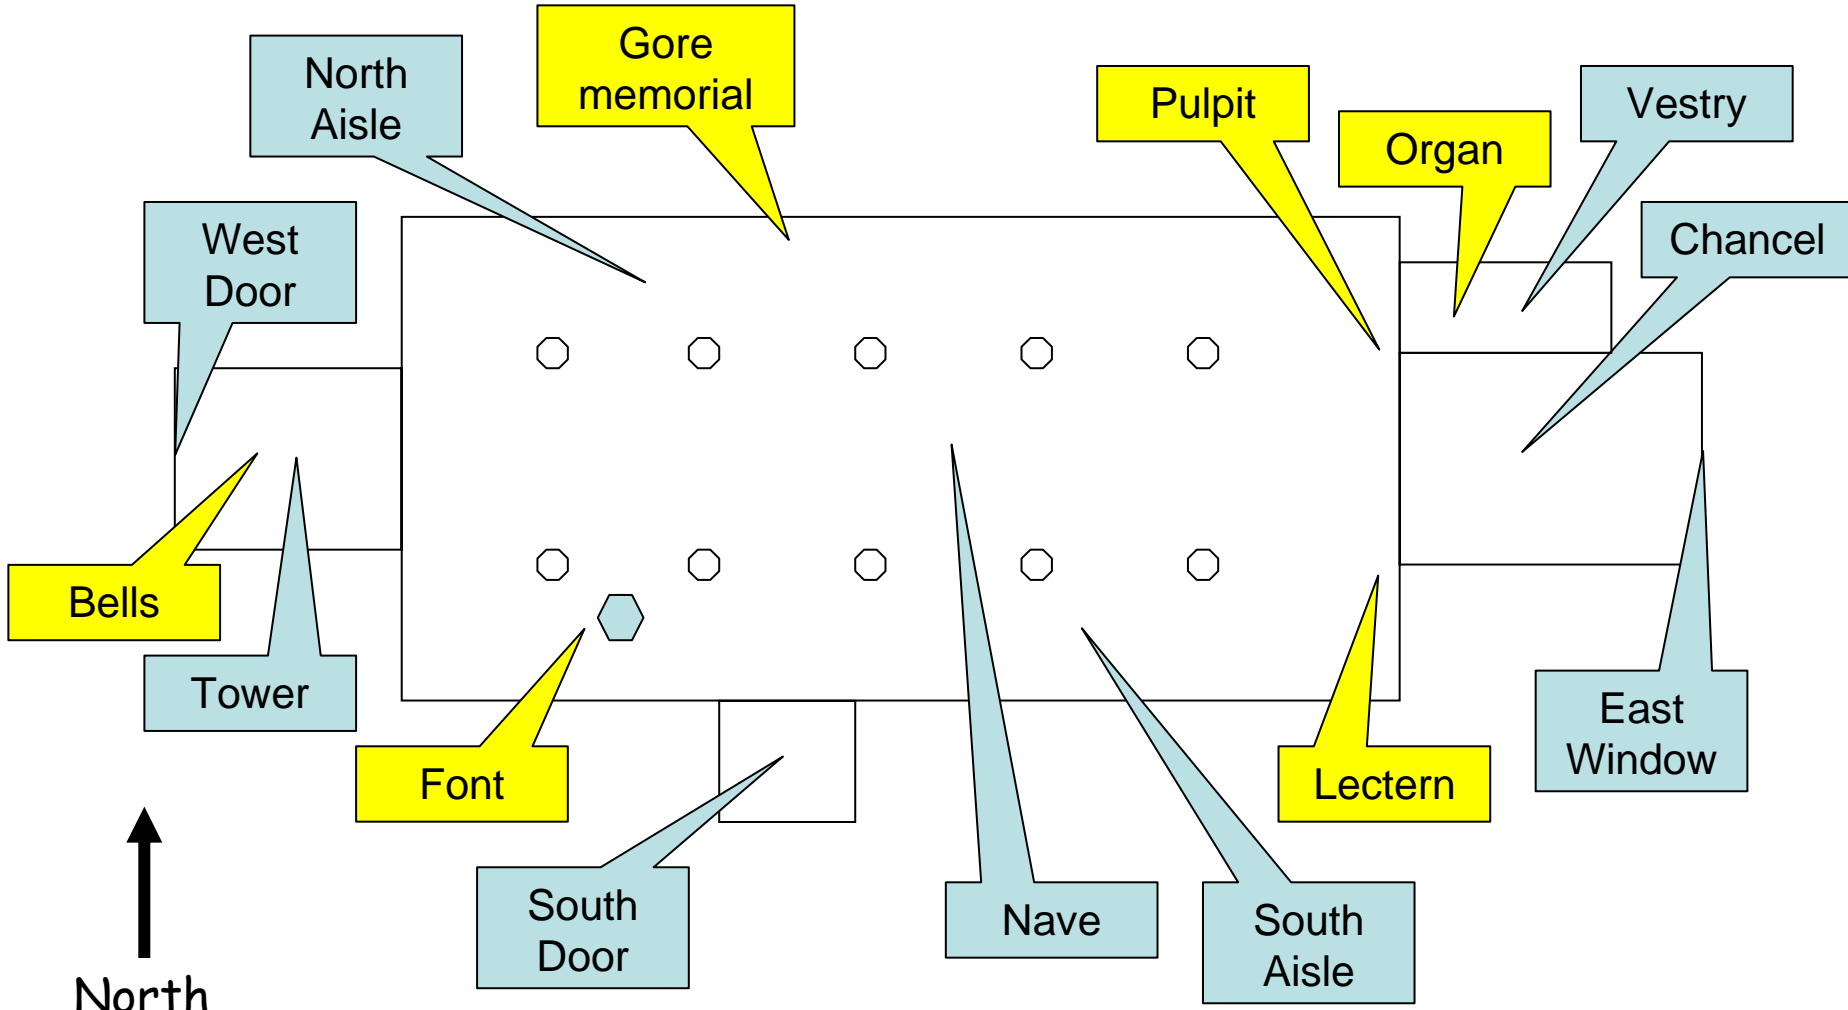 Gore
memorial
North
Aisle
Pulpit
Vestry
Organ
West
Door
Chancel
Bells
Tower
Font
Lectern
East
Window
South
Door
Nave
South
Aisle
North